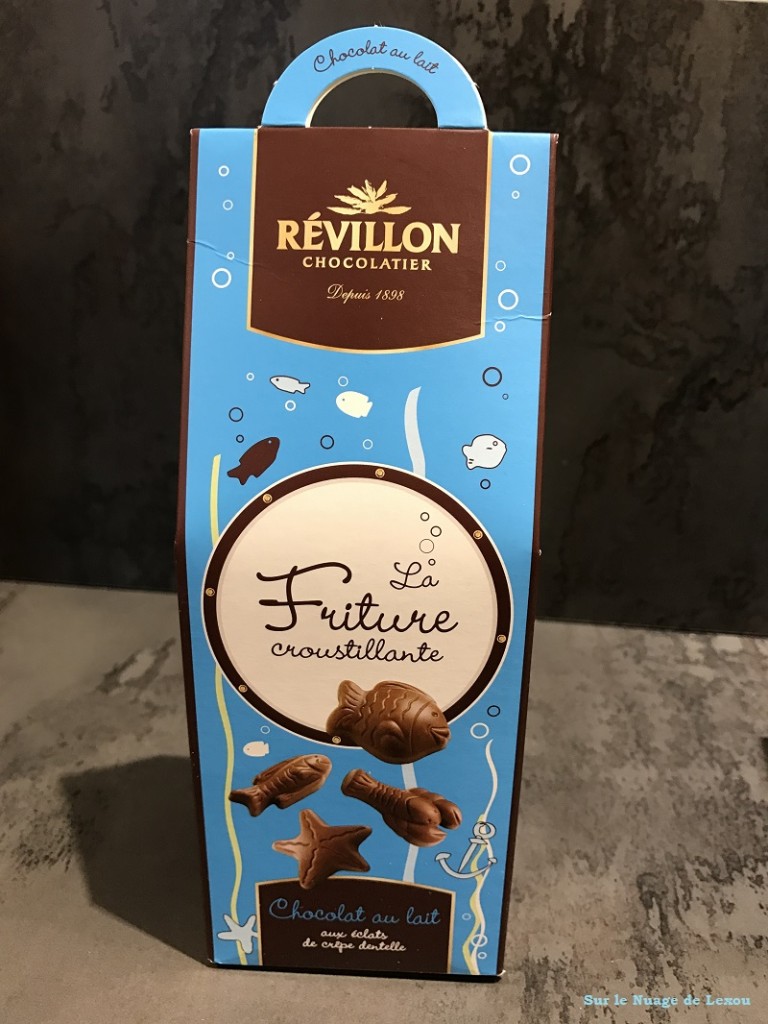 Chocolat au lait
RÉVILLON
CHOCOLATIER
Depuis 1898
La
Friture
croustillante
Chocolat au lait
aux éclats
de crêpe dentelle
Sur le Nuage de Lexou